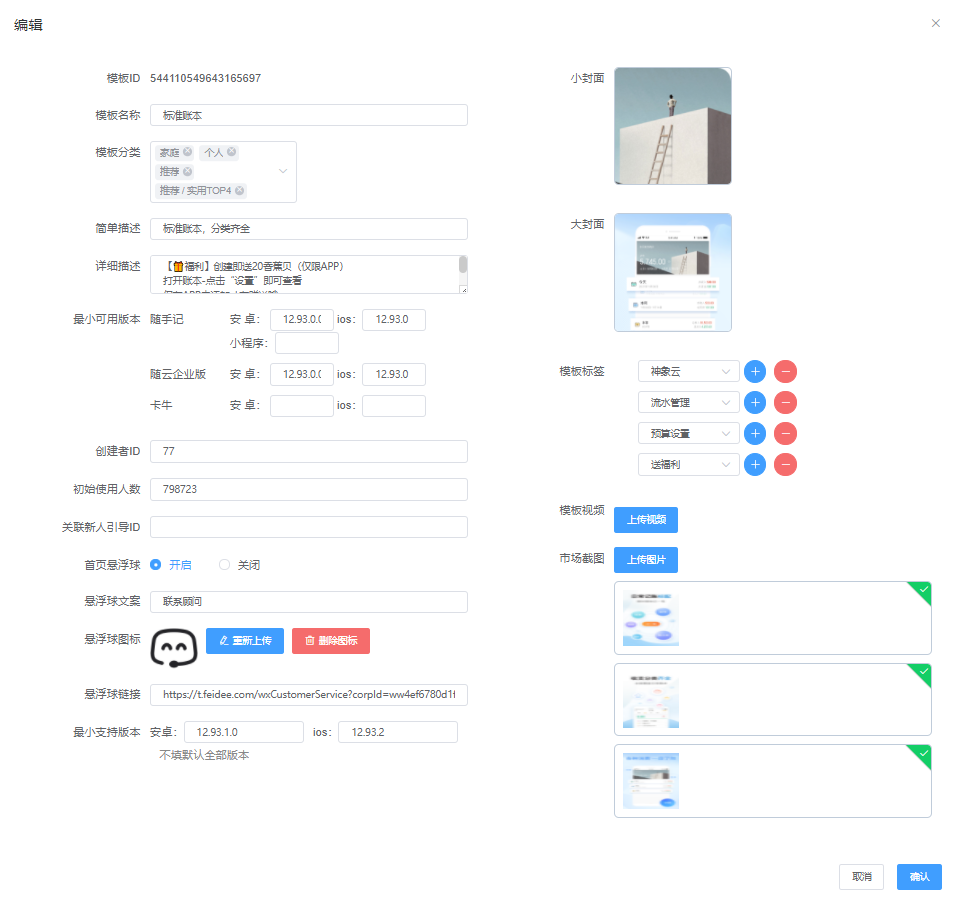 编辑
模板ID 544110549643165697
模板名称 标准账本
模板分类 家庭 个人
推荐
推荐 / 实用TOP4
简单描述 标准账本，分类齐全
详细描述 【🎁福利】创建即送20香蕉贝（仅限APP）
打开账本-点击“设置”即可查看
最小可用版本 随手记 安 卓： 12.93.0.( ios： 12.93.0
小程序：
随云企业版 安 卓： 12.93.0.( ios： 12.93.0
卡牛 安 卓： ios：
创建者ID 77
初始使用人数 798723
关联新人引导ID
首页悬浮球 开启 关闭
悬浮球文案 联系顾问
悬浮球图标 重新上传 删除图标
悬浮球链接 https://t.feidee.com/wxCustomerService?corpId=ww4ef6780d1f
最小支持版本 安卓： 12.93.1.0 ios： 12.93.2
不填默认全部版本
小封面
大封面
模板标签 神象云
流水管理
预算设置
送福利
模板视频 上传视频
市场截图 上传图片
取消 确认